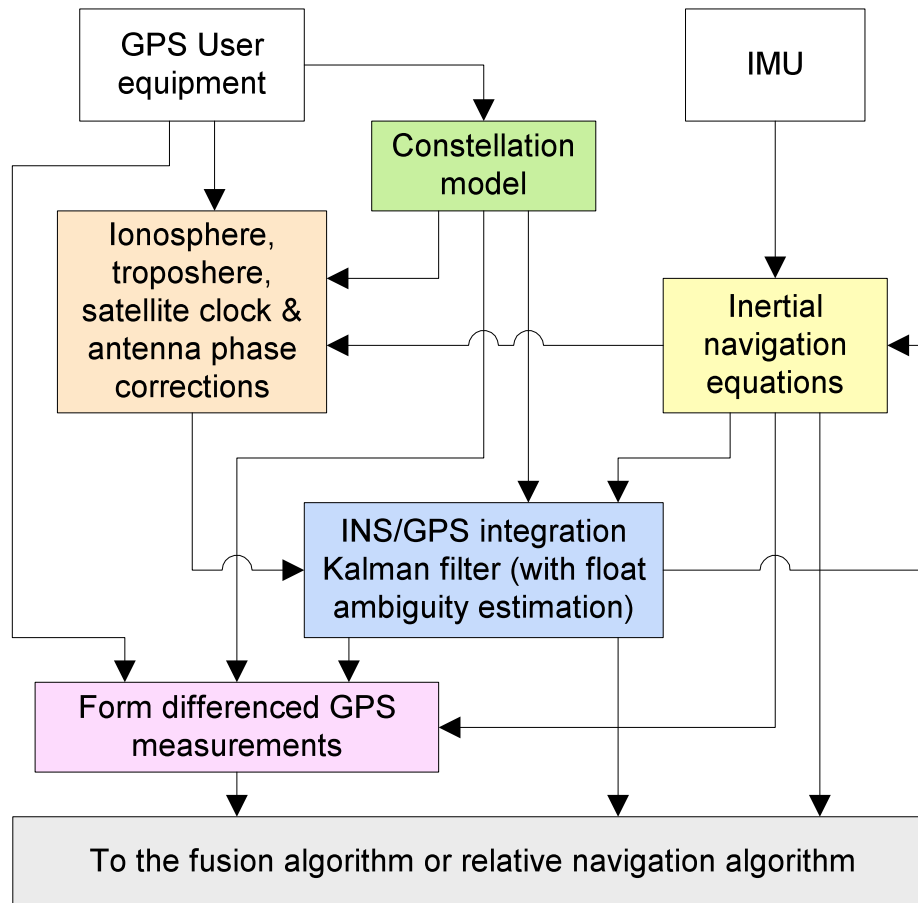 GPS User
equipment
IMU
Constellation
model
Ionosphere,
troposhere,
satellite clock &
antenna phase
corrections
Inertial
navigation
equations
INS/GPS integration
Kalman filter (with float
ambiguity estimation)
Form differenced GPS
measurements
To the fusion algorithm or relative navigation algorithm